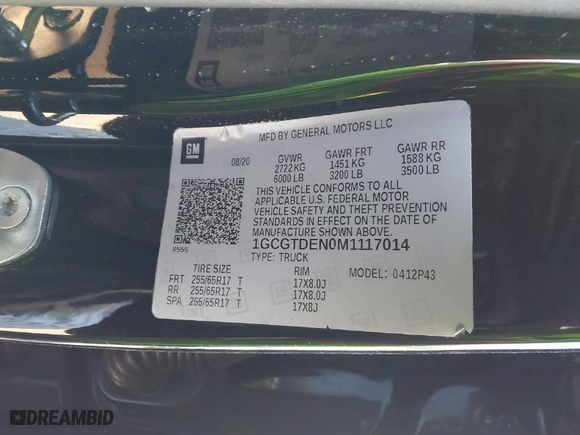 MFD BY GENERAL MOTORS LLC
GM
08/20 GVWR GAWR FRT GAWR RR
2722 KG 1451 KG 1588 KG
6000 LB 3200 LB 3500 LB
THIS VEHICLE CONFORMS TO ALL
APPLICABLE U.S. FEDERAL MOTOR
VEHICLE SAFETY AND BUMPER
STANDARDS IN EFFECT ON THE DATE OF
MANUFACTURE SHOWN ABOVE.
#555 1GCGTDEN0M1117014
TYPE: TRUCK
TIRE SIZE RIM MODEL: 0412P43
FRT 255/65R17 T 17X8.0J
RR 255/65R17 T 17X8.0J
SPA 255/65R17 T 17X8J
DREAMBID